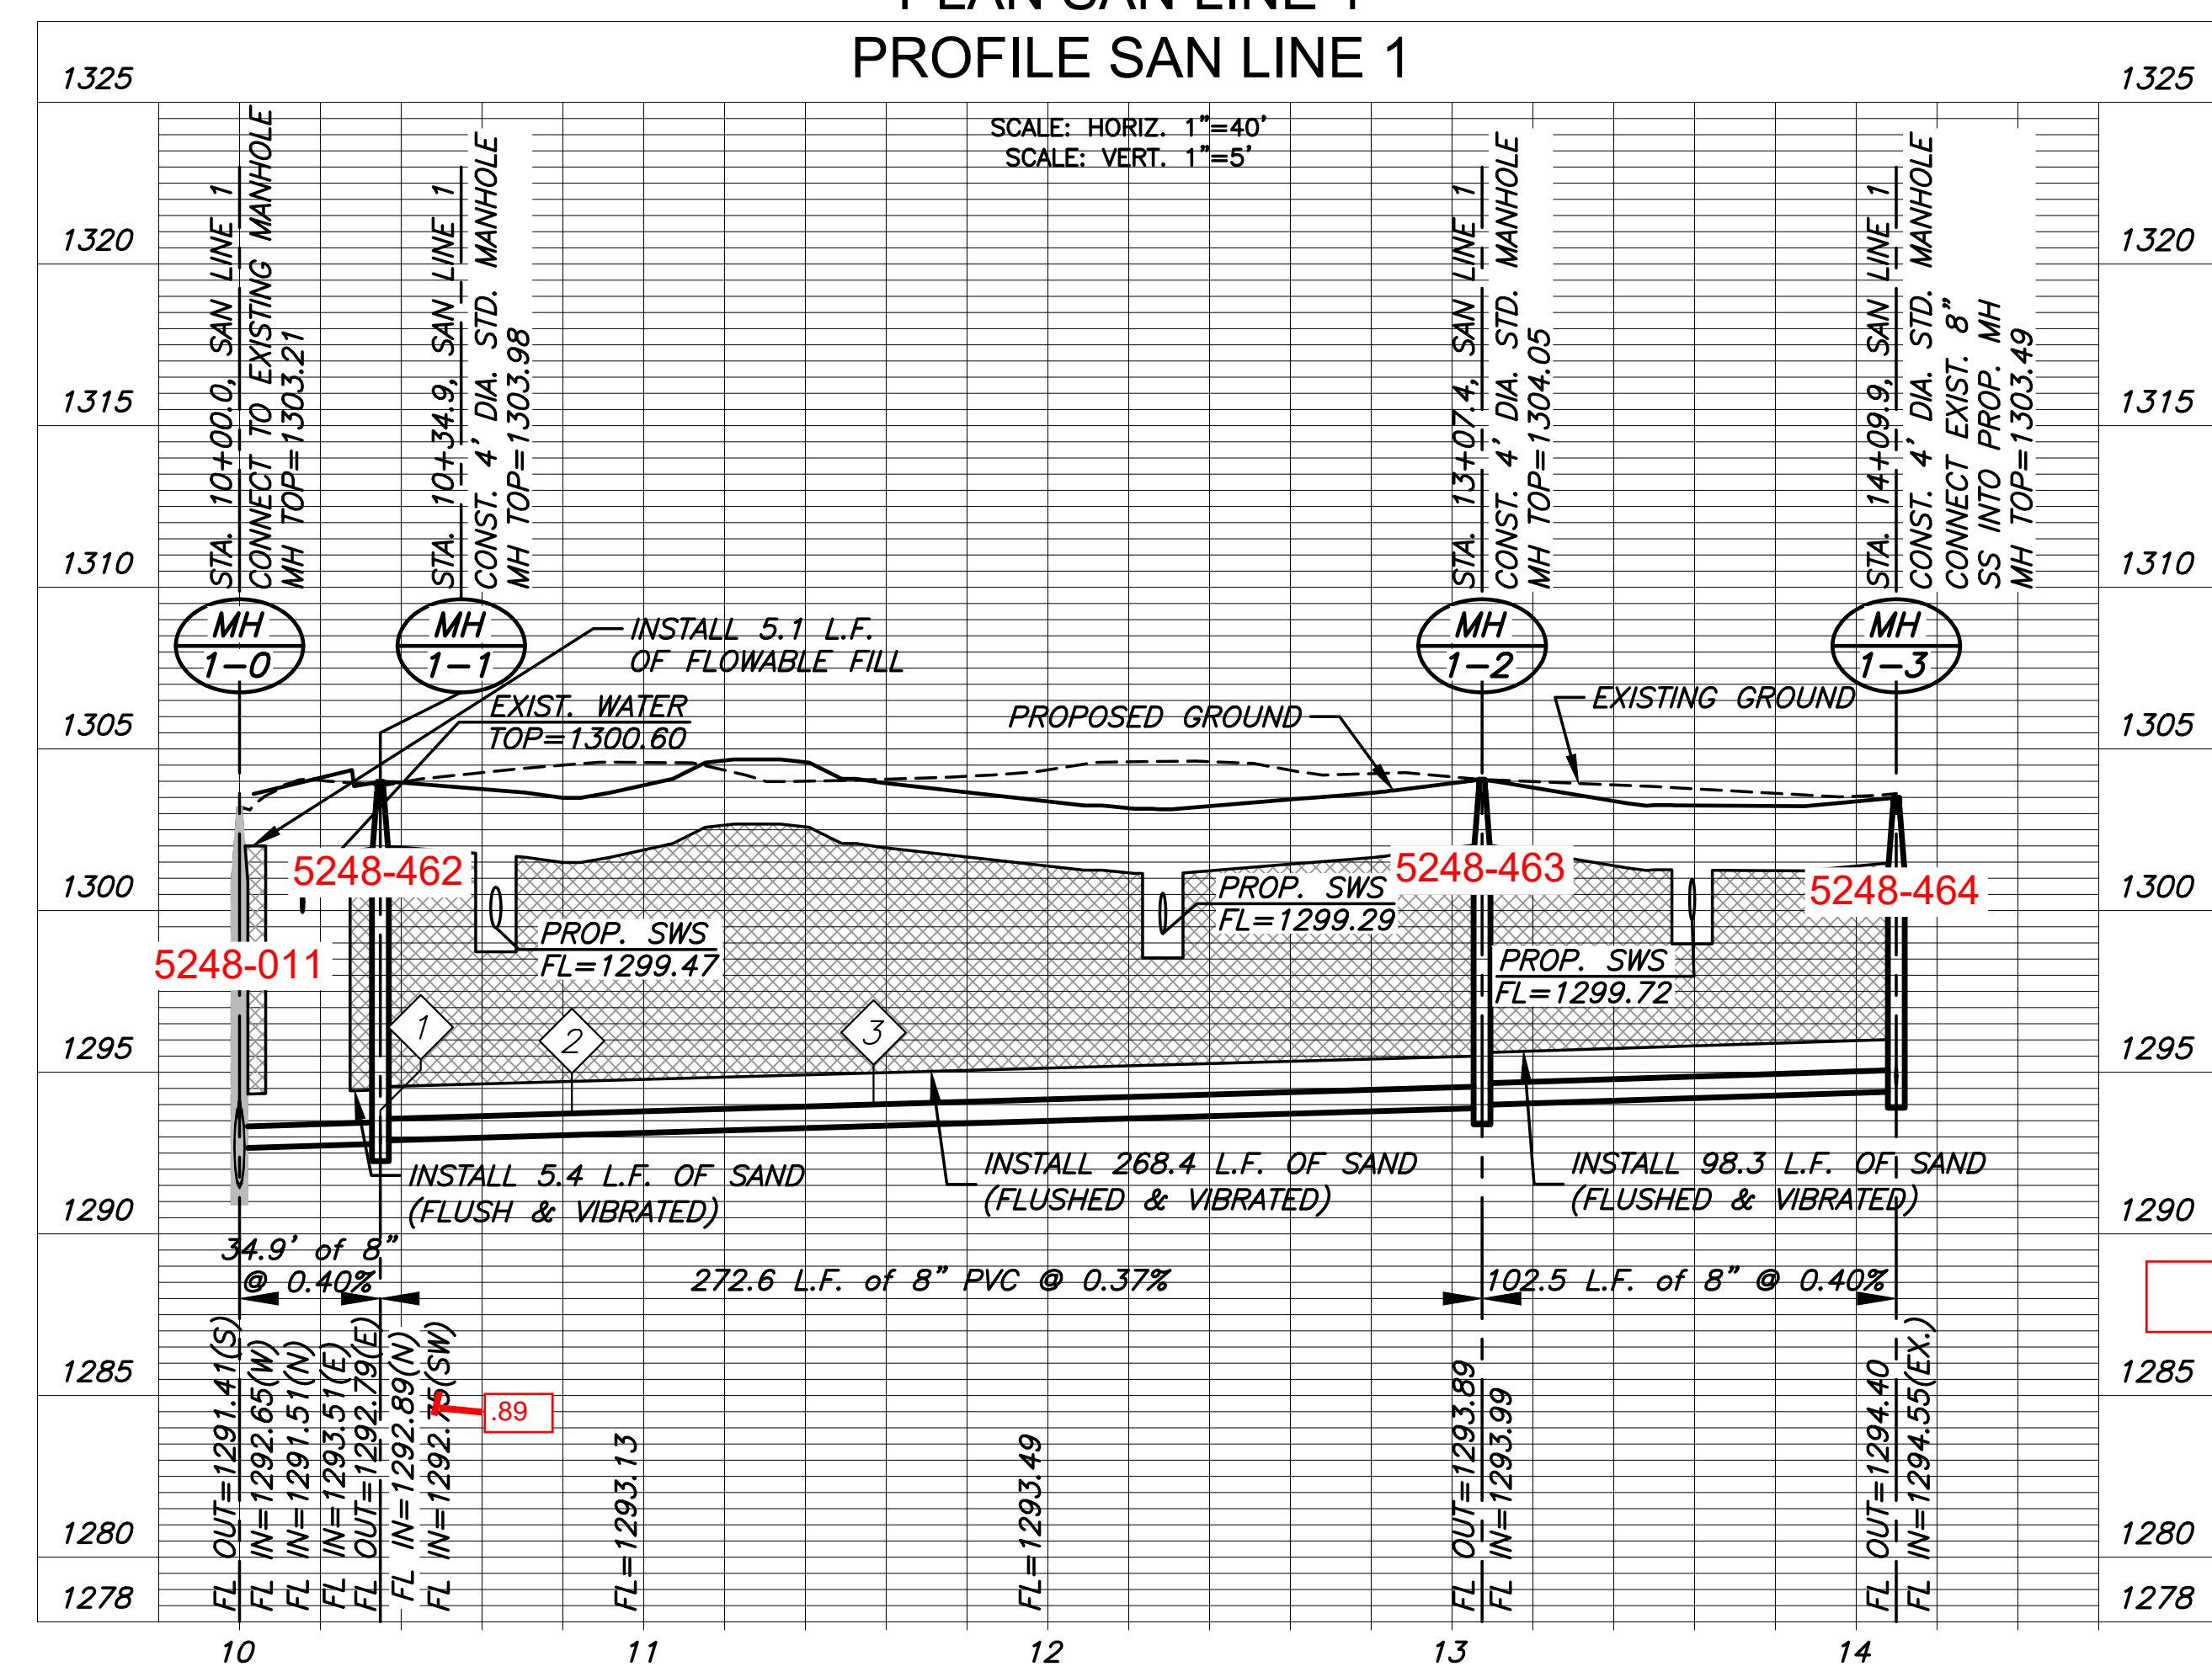 PLAN SAN LINE 1
PROFILE SAN LINE 1
SCALE: HORIZ. 1"=40'
SCALE: VERT. 1"=5'
1325
1325
1320
1320
1315
1315
1310
1310
1305
1305
1300
1300
1295
1295
1290
1290
1285
1285
1280
1280
1278
1278
STA. 10+00.0, SAN LINE 1
CONNECT TO EXISTING MANHOLE
MH TOP=1303.21
STA. 10+34.9, SAN LINE 1
CONST. 4' DIA. STD. MANHOLE
MH TOP=1303.98
STA. 13+07.4, SAN LINE 1
CONST. 4' DIA. STD. MANHOLE
MH TOP=1304.05
STA. 14+09.9, SAN LINE 1
CONST. 4' DIA. STD. MANHOLE
CONNECT EXIST. 8"
SS INTO PROP. MH
MH TOP=1303.49
MH
1-0
MH
1-1
MH
1-2
MH
1-3
INSTALL 5.1 L.F.
OF FLOWABLE FILL
EXIST. WATER
TOP=1300.60
PROPOSED GROUND
EXISTING GROUND
5248-011
5248-462
5248-463
5248-464
PROP. SWS
FL=1299.47
PROP. SWS
FL=1299.29
PROP. SWS
FL=1299.72
1
2
3
INSTALL 5.4 L.F. OF SAND
(FLUSH & VIBRATED)
INSTALL 268.4 L.F. OF SAND
(FLUSHED & VIBRATED)
INSTALL 98.3 L.F. OF SAND
(FLUSHED & VIBRATED)
34.9' of 8"
@ 0.40%
272.6 L.F. of 8" PVC @ 0.37%
102.5 L.F. of 8" @ 0.40%
FL OUT=1291.41(S)
FL IN=1292.65(W)
FL IN=1291.51(N)
FL IN=1293.51(E)
FL OUT=1292.79(E)
FL IN=1292.89(N)
FL IN=1292.75(SW)
.89
FL=1293.13
FL=1293.49
FL OUT=1293.89
FL IN=1293.99
FL OUT=1294.40
FL IN=1294.55(EX.)
10
11
12
13
14